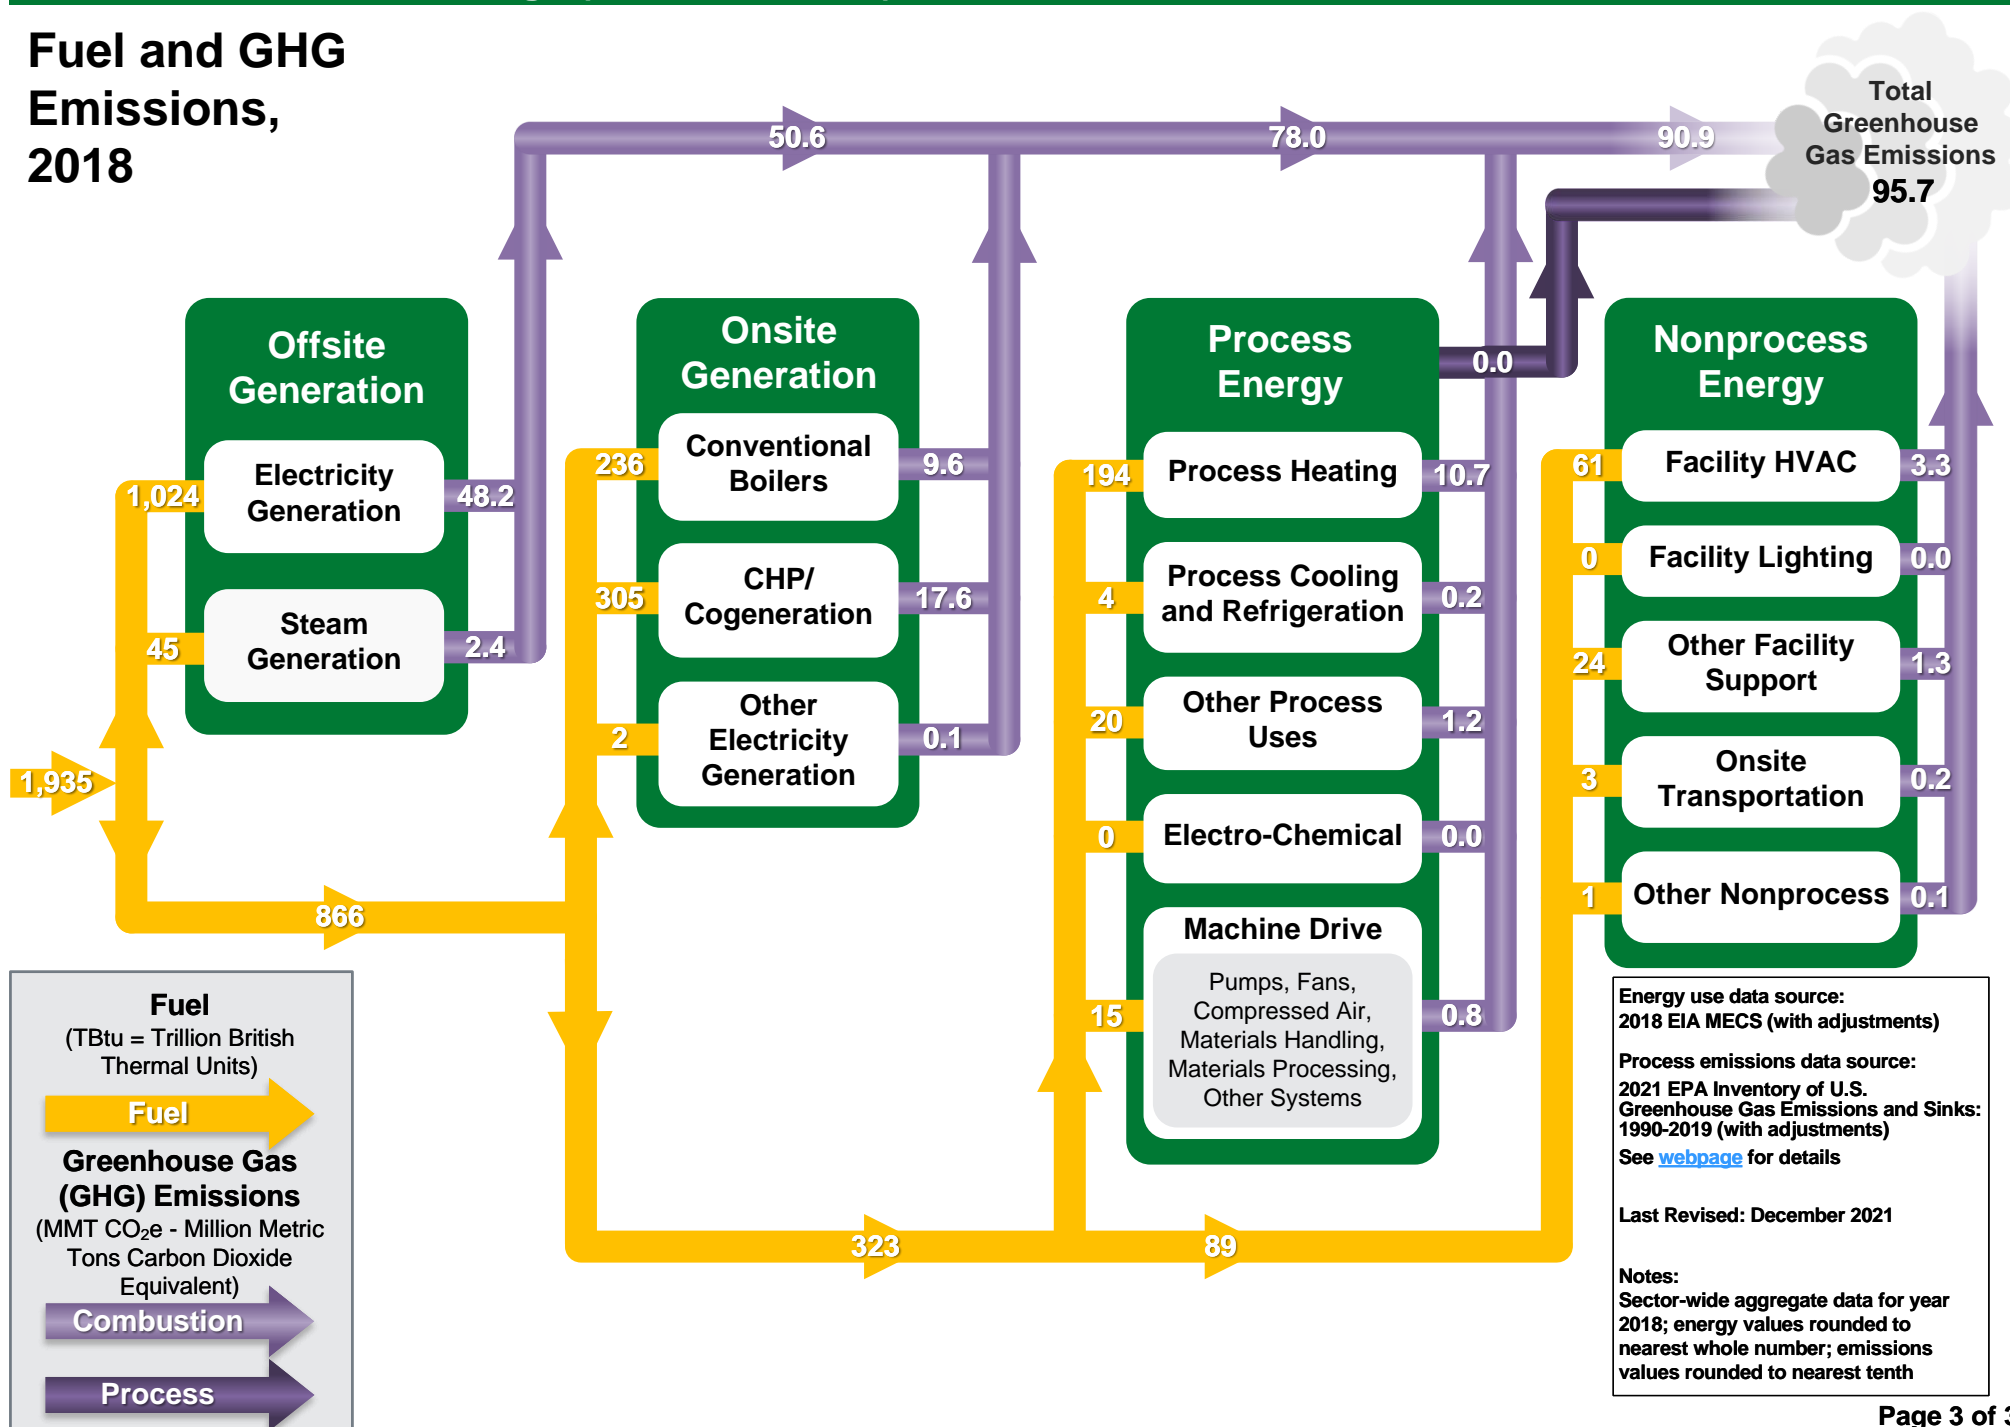 Fuel and GHG
Emissions,
2018
50.6
78.0
90.9
Total
Greenhouse
Gas Emissions
95.7
Offsite
Generation
1,024
Electricity
Generation
48.2
45
Steam
Generation
2.4
1,935
866
Onsite
Generation
236
Conventional
Boilers
9.6
305
CHP/
Cogeneration
17.6
2
Other
Electricity
Generation
0.1
323
89
Process
Energy
0.0
194
Process Heating
10.7
4
Process Cooling
and Refrigeration
0.2
20
Other Process
Uses
1.2
0
Electro-Chemical
0.0
Machine Drive
15
Pumps, Fans,
Compressed Air,
Materials Handling,
Materials Processing,
Other Systems
0.8
Nonprocess
Energy
61
Facility HVAC
3.3
0
Facility Lighting
0.0
24
Other Facility
Support
1.3
3
Onsite
Transportation
0.2
1
Other Nonprocess
0.1
Fuel
(TBtu = Trillion British
Thermal Units)
Fuel
Greenhouse Gas
(GHG) Emissions
(MMT CO₂e - Million Metric
Tons Carbon Dioxide
Equivalent)
Combustion
Process
Energy use data source:
2018 EIA MECS (with adjustments)
Process emissions data source:
2021 EPA Inventory of U.S.
Greenhouse Gas Emissions and Sinks:
1990-2019 (with adjustments)
See webpage for details
Last Revised: December 2021
Notes:
Sector-wide aggregate data for year
2018; energy values rounded to
nearest whole number; emissions
values rounded to nearest tenth
Page 3 of 3